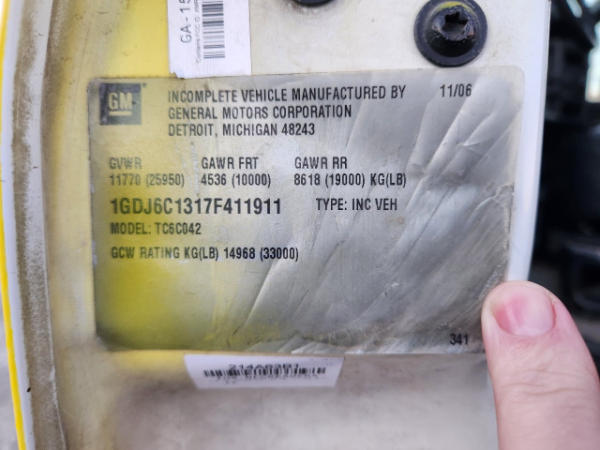 GA-15
GM
INCOMPLETE VEHICLE MANUFACTURED BY 11/06
GENERAL MOTORS CORPORATION
DETROIT, MICHIGAN 48243
GVWR GAWR FRT GAWR RR
11770 (25950) 4536 (10000) 8618 (19000) KG(LB)
1GDJ6C1317F411911 TYPE: INC VEH
MODEL: TC6C042
GCW RATING KG(LB) 14968 (33000)
341